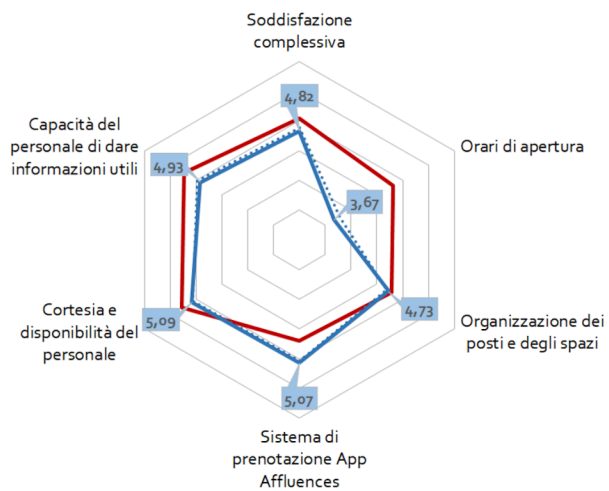 Soddisfazione
complessiva
4,82
Orari di apertura
3,67
Organizzazione dei
posti e degli spazi
4,73
Sistema di
prenotazione App
Affluences
5,07
Cortesia e
disponibilità del
personale
5,09
Capacità del
personale di dare
informazioni utili
4,93